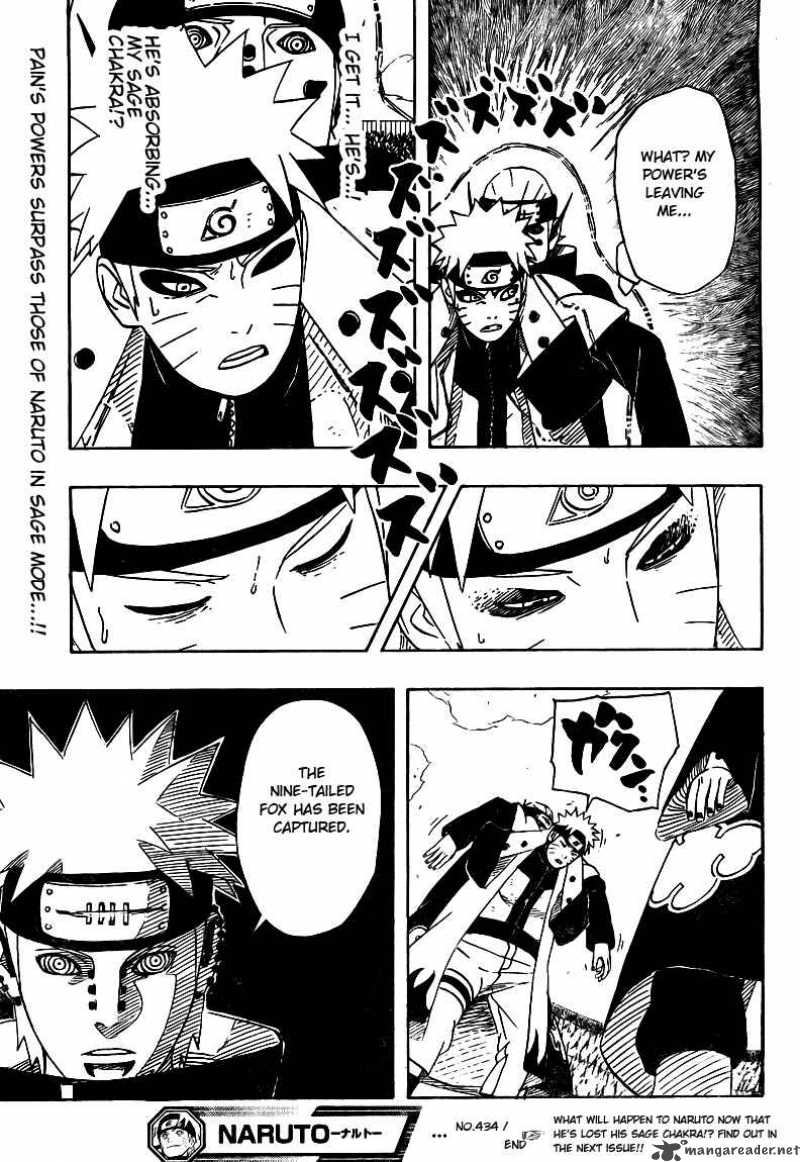 WHAT? MY
POWER'S
LEAVING
ME...
ズズズズ
I GET IT... HE'S...!
HE'S ABSORBING...
MY SAGE
CHAKRA!?
ズズズズズズ
PAIN'S POWERS SURPASS THOSE OF NARUTO IN SAGE MODE...!!
ガクン...
THE
NINE-TAILED
FOX HAS BEEN
CAPTURED.
NARUTO—ナルト—
... NO.434 /
END
WHAT WILL HAPPEN TO NARUTO NOW THAT
HE'S LOST HIS SAGE CHAKRA!? FIND OUT IN
THE NEXT ISSUE!!
mangareader.net